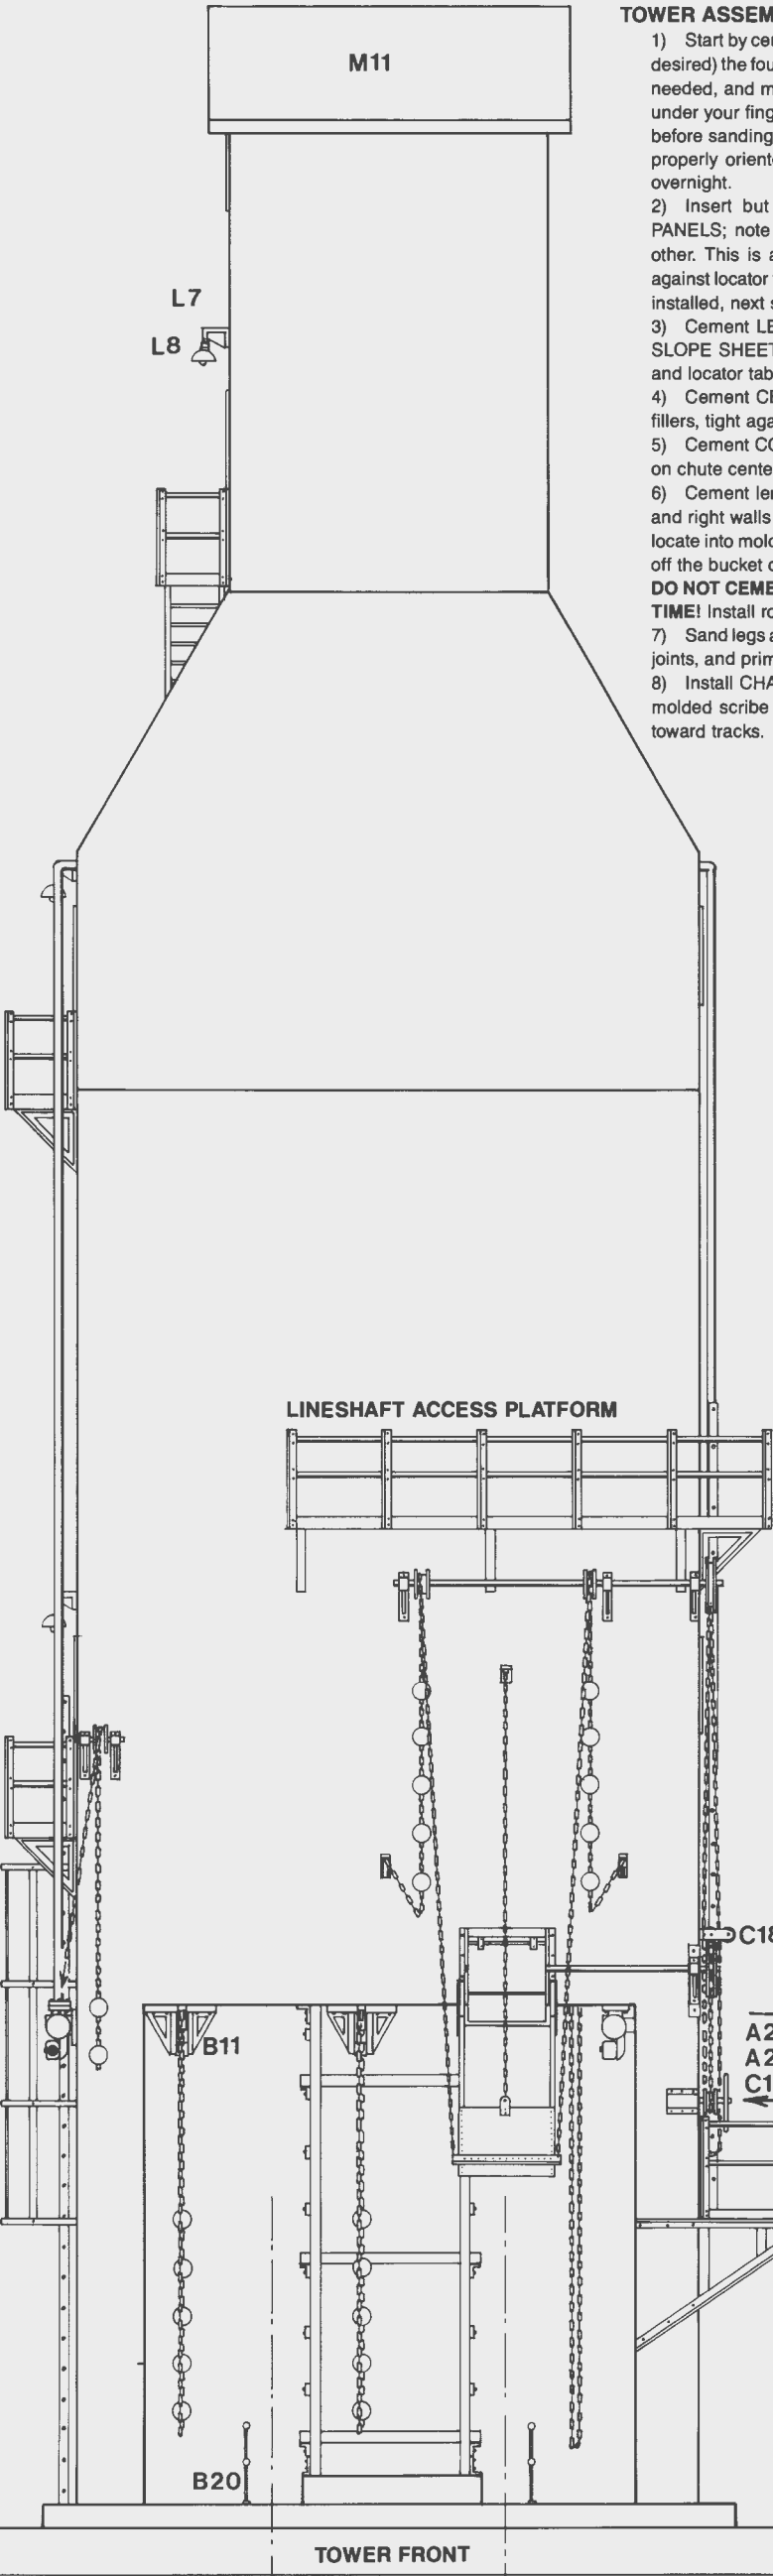 TOWER ASSEM
1) Start by cer
desired) the fou
needed, and m
under your fing
before sanding
properly oriente
overnight.
2) Insert but
PANELS; note
other. This is a
against locator
installed, next s
3) Cement LE
SLOPE SHEET
and locator tab
4) Cement CE
fillers, tight aga
5) Cement CO
on chute cente
6) Cement ler
and right walls
locate into mold
off the bucket c
DO NOT CEME
TIME! Install ro
7) Sand legs a
joints, and prim
8) Install CHA
molded scribe
toward tracks.
M11
L7
L8
LINESHAFT ACCESS PLATFORM
C18
A2
A2
C1
B11
B20
TOWER FRONT